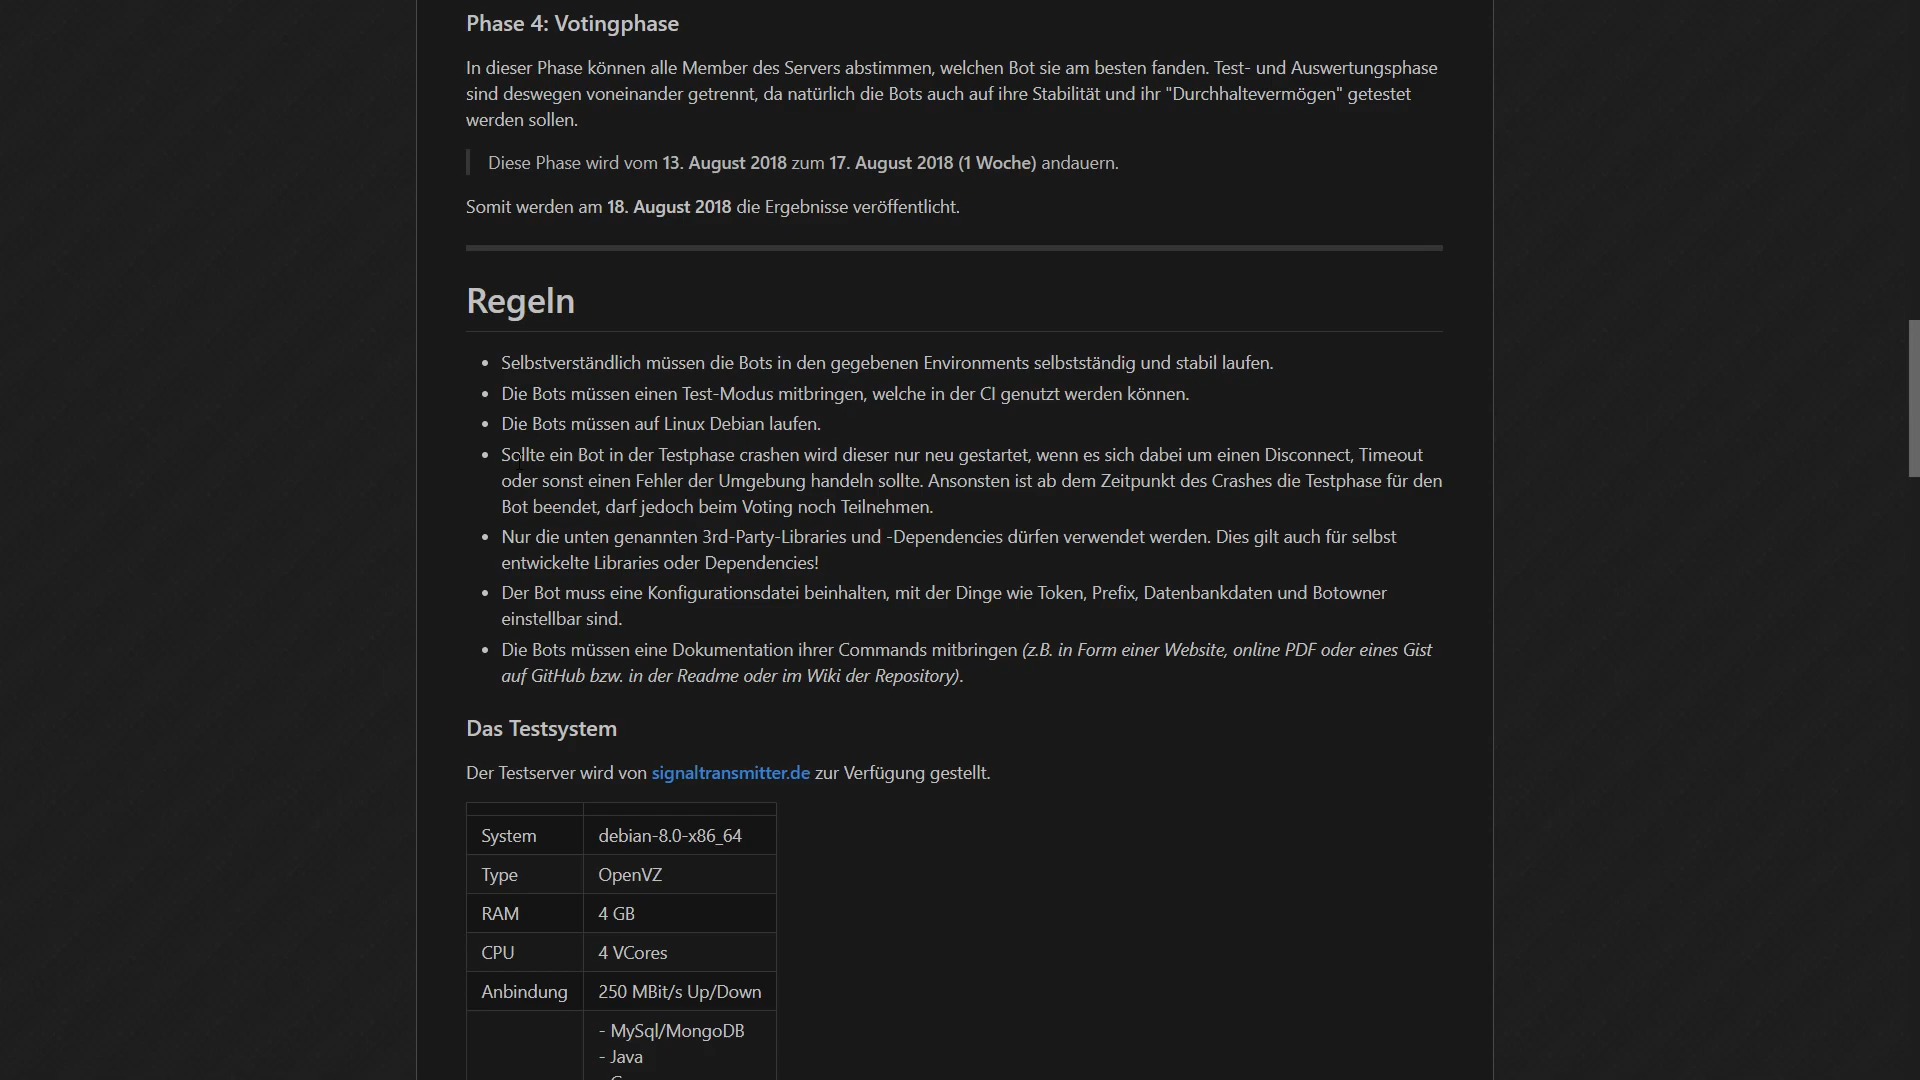 Phase 4: Votingphase
In dieser Phase können alle Member des Servers abstimmen, welchen Bot sie am besten fanden. Test- und Auswertungsphase
sind deswegen voneinander getrennt, da natürlich die Bots auch auf ihre Stabilität und ihr "Durchhaltevermögen" getestet
werden sollen.
Diese Phase wird vom 13. August 2018 zum 17. August 2018 (1 Woche) andauern.
Somit werden am 18. August 2018 die Ergebnisse veröffentlicht.
Regeln
• Selbstverständlich müssen die Bots in den gegebenen Environments selbstständig und stabil laufen.
• Die Bots müssen einen Test-Modus mitbringen, welche in der CI genutzt werden können.
• Die Bots müssen auf Linux Debian laufen.
• Sollte ein Bot in der Testphase crashen wird dieser nur neu gestartet, wenn es sich dabei um einen Disconnect, Timeout
oder sonst einen Fehler der Umgebung handeln sollte. Ansonsten ist ab dem Zeitpunkt des Crashes die Testphase für den
Bot beendet, darf jedoch beim Voting noch Teilnehmen.
• Nur die unten genannten 3rd-Party-Libraries und -Dependencies dürfen verwendet werden. Dies gilt auch für selbst
entwickelte Libraries oder Dependencies!
• Der Bot muss eine Konfigurationsdatei beinhalten, mit der Dinge wie Token, Prefix, Datenbankdaten und Botowner
einstellbar sind.
• Die Bots müssen eine Dokumentation ihrer Commands mitbringen (z.B. in Form einer Website, online PDF oder eines Gist
auf GitHub bzw. in der Readme oder im Wiki der Repository).
Das Testsystem
Der Testserver wird von signaltransmitter.de zur Verfügung gestellt.
System debian-8.0-x86_64
Type OpenVZ
RAM 4 GB
CPU 4 VCores
Anbindung 250 MBit/s Up/Down
- MySql/MongoDB
- Java